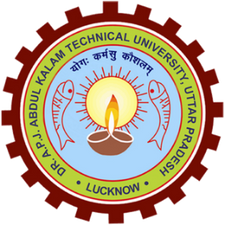 DR. A.P.J. ABDUL KALAM TECHNICAL UNIVERSITY, UTTAR PRADESH
योगः कर्मसु कौशलम्
LUCKNOW